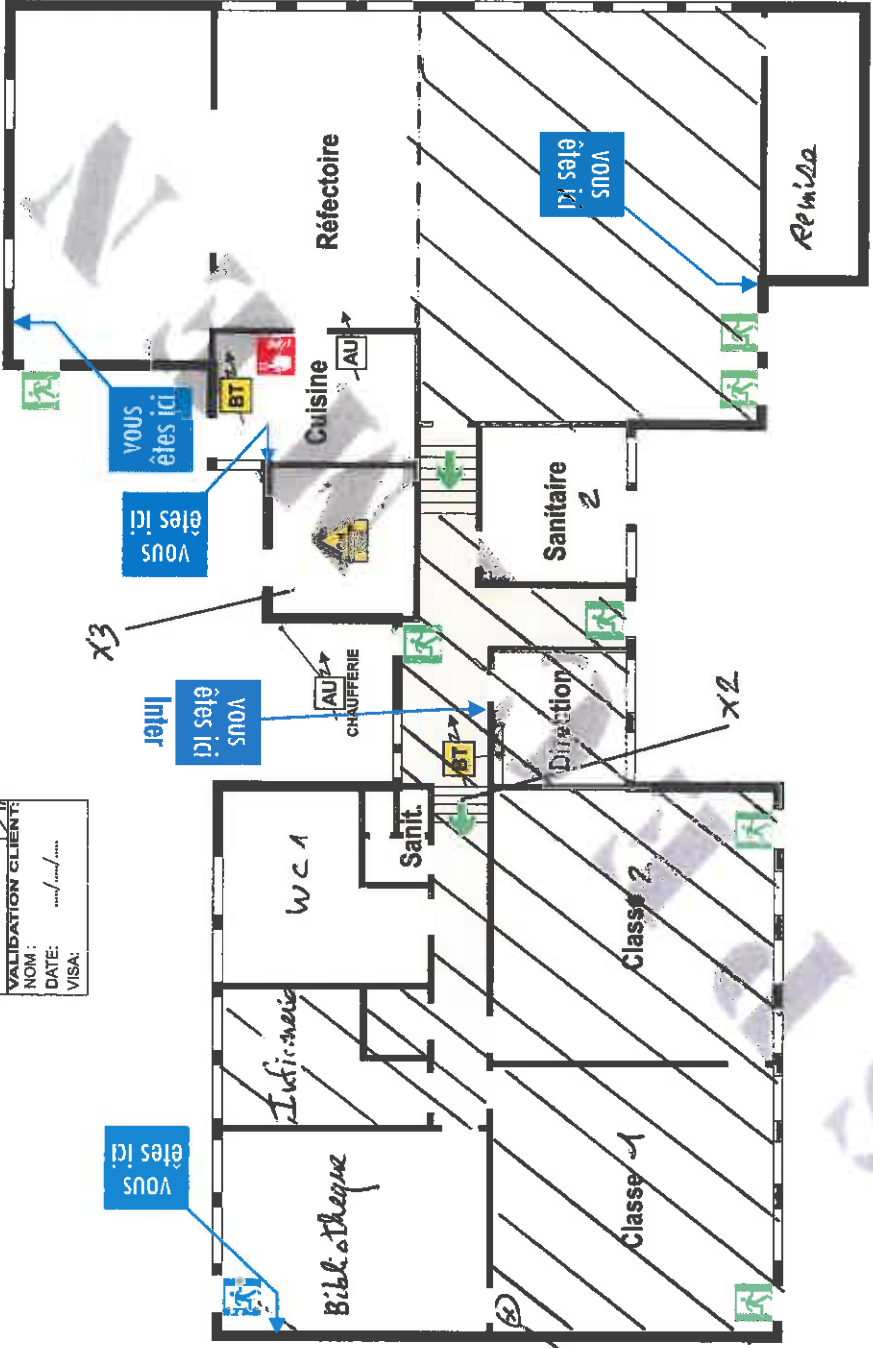 VALIDATION CLIENT:
NOM :
DATE: ..../..../....
VISA:
vous
êtes ici
Réfectoire
vous
êtes ici
Remise
BT
AU
Cuisine
vous
êtes ici
Sanitaire
2
X3
AU
CHAUFFERIE
vous
êtes ici
Inter
BT
Direction
X2
WC 1
Sanit.
Classe 2
Infirmerie
vous
êtes ici
Bibliothèque
Classe 1